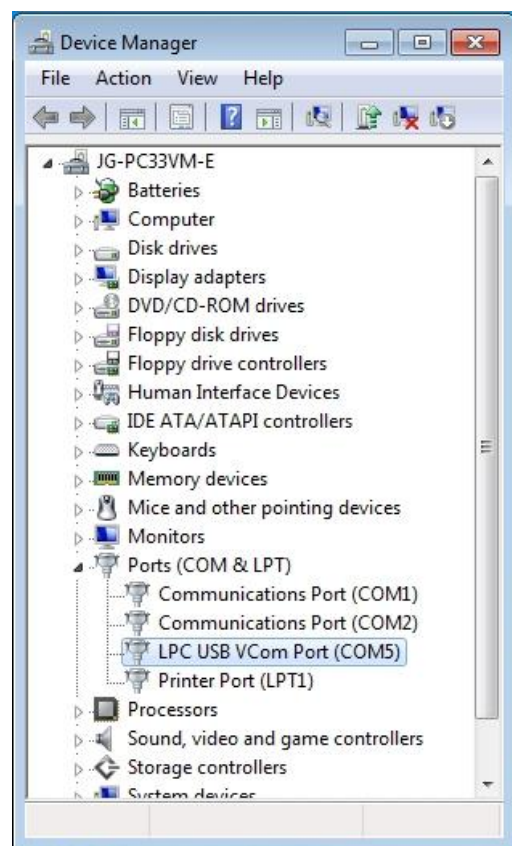 Device Manager
File Action View Help
JG-PC33VM-E
Batteries
Computer
Disk drives
Display adapters
DVD/CD-ROM drives
Floppy disk drives
Floppy drive controllers
Human Interface Devices
IDE ATA/ATAPI controllers
Keyboards
Memory devices
Mice and other pointing devices
Monitors
Ports (COM & LPT)
Communications Port (COM1)
Communications Port (COM2)
LPC USB VCom Port (COM5)
Printer Port (LPT1)
Processors
Sound, video and game controllers
Storage controllers
System devices